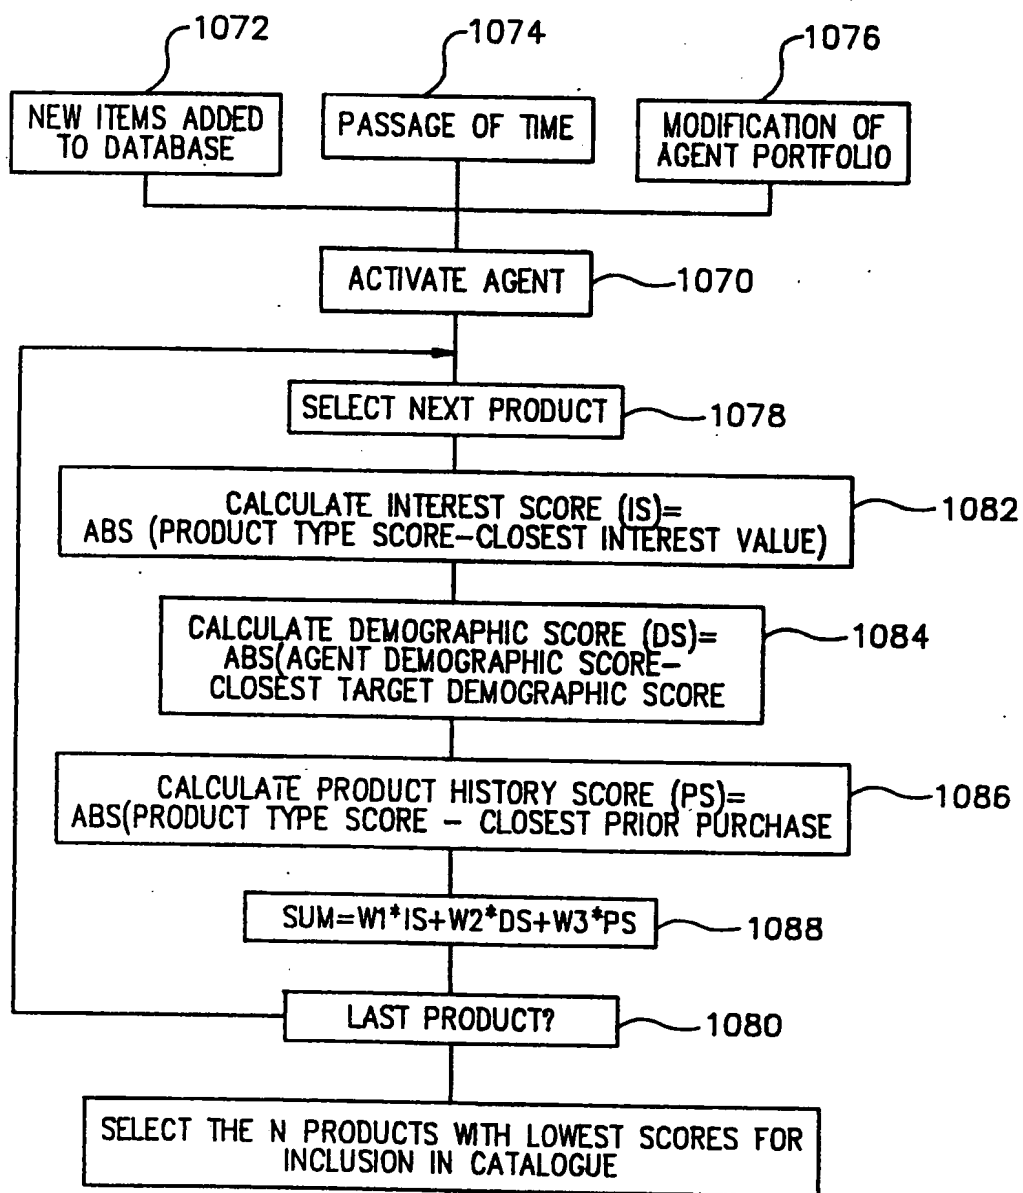 1072
1074
1076
NEW ITEMS ADDED
TO DATABASE
PASSAGE OF TIME
MODIFICATION OF
AGENT PORTFOLIO
ACTIVATE AGENT
1070
SELECT NEXT PRODUCT
1078
CALCULATE INTEREST SCORE (IS)=
ABS (PRODUCT TYPE SCORE-CLOSEST INTEREST VALUE)
1082
CALCULATE DEMOGRAPHIC SCORE (DS)=
ABS(AGENT DEMOGRAPHIC SCORE-
CLOSEST TARGET DEMOGRAPHIC SCORE
1084
CALCULATE PRODUCT HISTORY SCORE (PS)=
ABS(PRODUCT TYPE SCORE - CLOSEST PRIOR PURCHASE
1086
SUM=W1*IS+W2*DS+W3*PS
1088
LAST PRODUCT?
1080
SELECT THE N PRODUCTS WITH LOWEST SCORES FOR
INCLUSION IN CATALOGUE